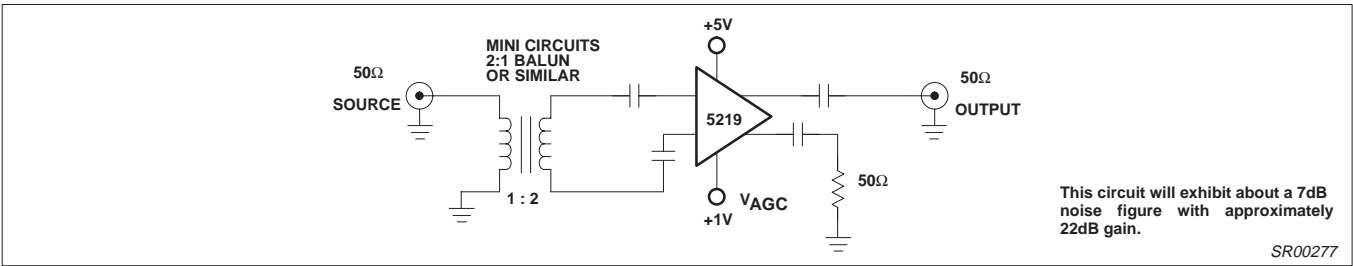 +5V
MINI CIRCUITS
2:1 BALUN
OR SIMILAR
50Ω
SOURCE
50Ω
OUTPUT
5219
50Ω
1 : 2
VAGC
+1V
This circuit will exhibit about a 7dB
noise figure with approximately
22dB gain.
SR00277